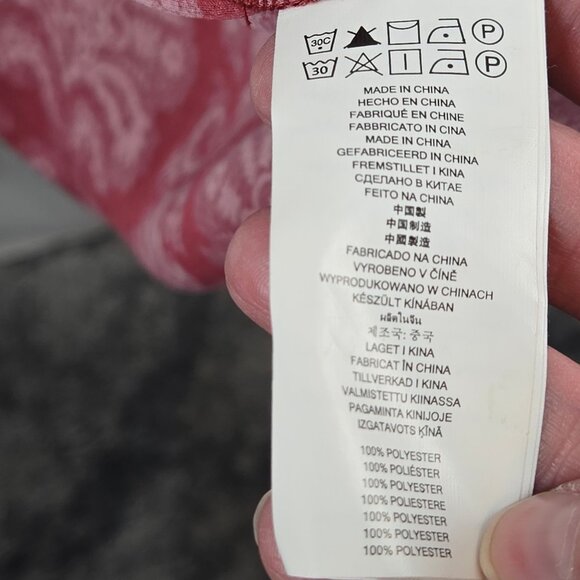 30C P
30 P
MADE IN CHINA
HECHO EN CHINA
FABRIQUÉ EN CHINE
FABBRICATO IN CINA
MADE IN CHINA
GEFABRICEERD IN CHINA
FREMSTILLET I KINA
СДЕЛАНО В КИТАЕ
FEITO NA CHINA
中国製
中国制造
中國製造
FABRICADO NA CHINA
VYROBENO V ČÍNĚ
WYPRODUKOWANO W CHINACH
KÉSZÜLT KÍNÁBAN
ผลิตในจีน
제조국: 중국
LAGET I KINA
FABRICAT ÎN CHINA
TILLVERKAD I KINA
VALMISTETTU KIINASSA
PAGAMINTA KINIJOJE
IZGATAVOTS ĶĪNĀ
100% POLYESTER
100% POLIÉSTER
100% POLYESTER
100% POLIESTERE
100% POLYESTER
100% POLYESTER
100% POLYESTER